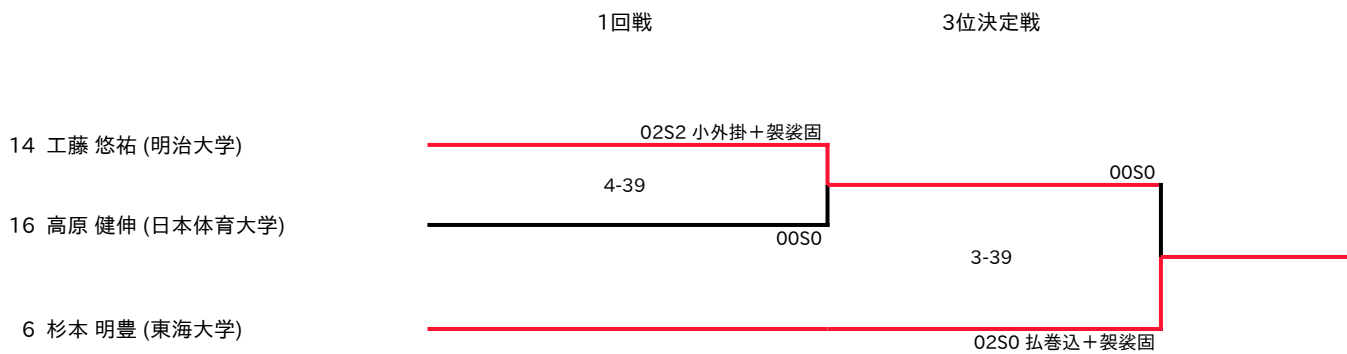 1回戦 3位決定戦
02S2 小外掛+袈裟固
14 工藤 悠祐 (明治大学)
00S0
4-39
16 高原 健伸 (日本体育大学)
00S0
3-39
6 杉本 明豊 (東海大学)
02S0 払巻込+袈裟固